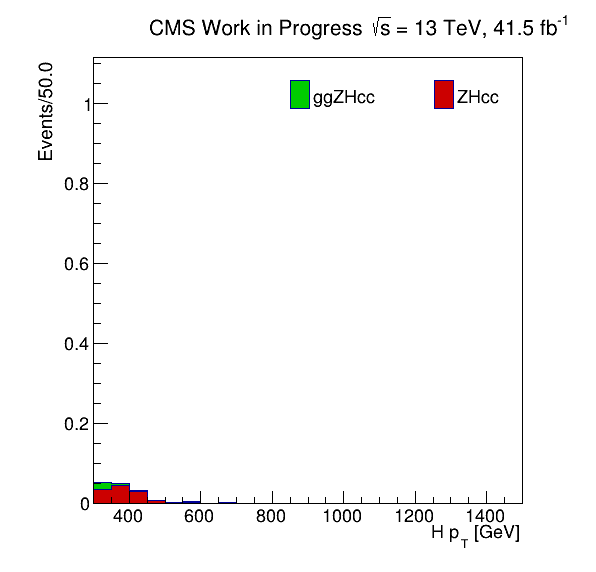 CMS Work in Progress √s = 13 TeV, 41.5 fb⁻¹
Events/50.0
ggZHcc ZHcc
1
0.8
0.6
0.4
0.2
0
400 600 800 1000 1200 1400
H p_T [GeV]